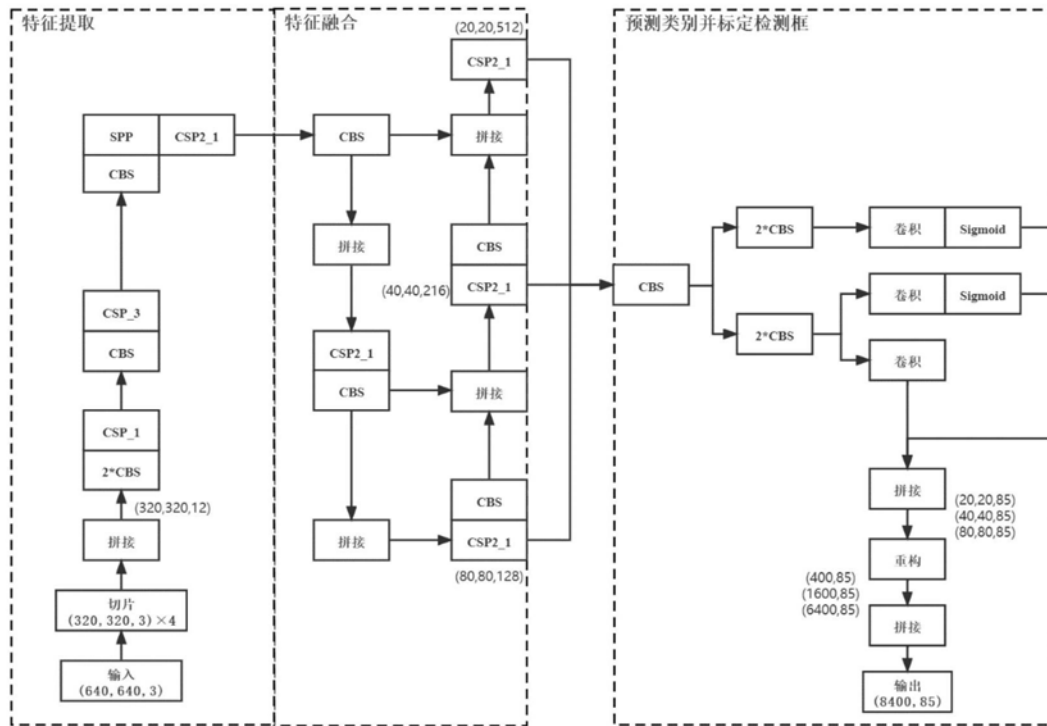 特征提取
SPP
CSP2_1
CBS
CSP_3
CBS
CSP_1
2*CBS
(320,320,12)
拼接
切片
(320,320,3)×4
输入
(640,640,3)
特征融合
(20,20,512)
CSP2_1
CBS
拼接
拼接
CBS
(40,40,216)
CSP2_1
CSP2_1
CBS
拼接
CBS
拼接
CSP2_1
(80,80,128)
预测类别并标定检测框
CBS
2*CBS
卷积
Sigmoid
2*CBS
卷积
Sigmoid
卷积
拼接
(20,20,85)
(40,40,85)
(80,80,85)
重构
(400,85)
(1600,85)
(6400,85)
拼接
输出
(8400,85)